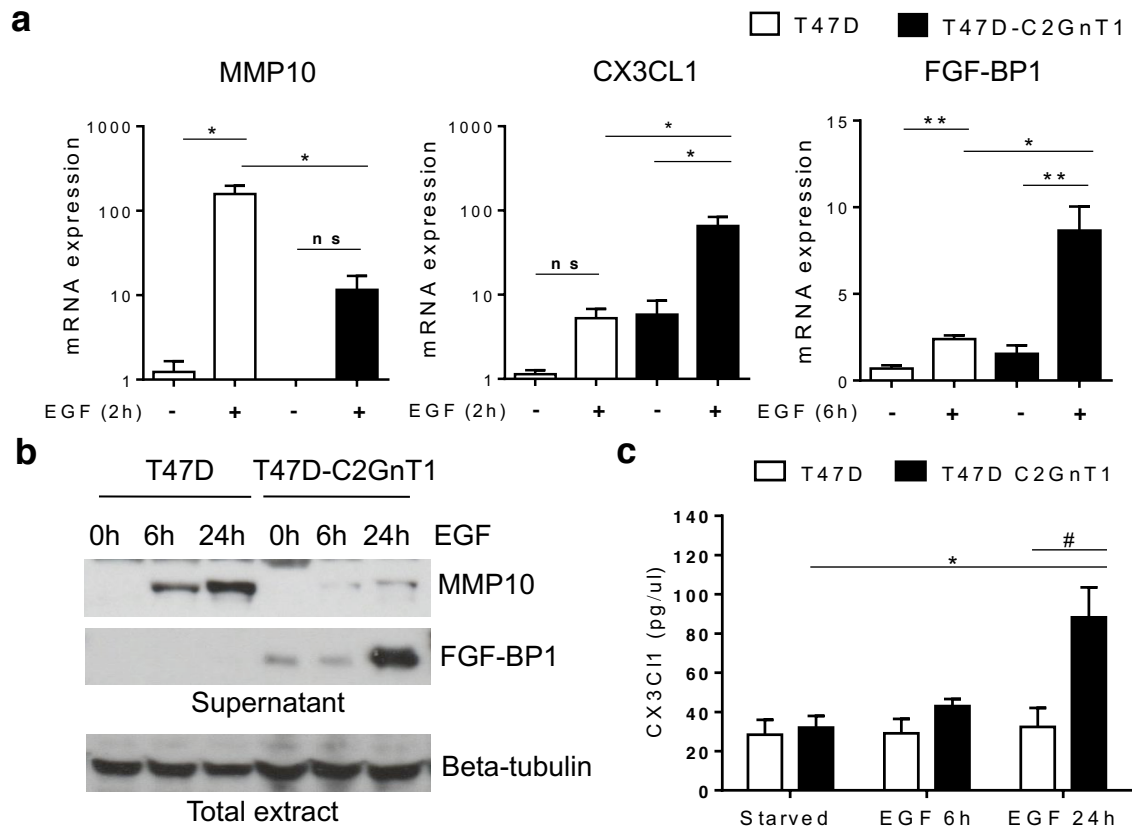 a
T47D T47D-C2GnT1
MMP10 CX3CL1 FGF-BP1
mRNA expression
1000
100
10
1
*
*
ns
EGF (2h) - + - +
mRNA expression
1000
100
10
1
*
*
ns
EGF (2h) - + - +
mRNA expression
15
10
5
0
**
*
**
EGF (6h) - + - +
b
T47D T47D-C2GnT1
0h 6h 24h 0h 6h 24h EGF
MMP10
FGF-BP1
Supernatant
Beta-tubulin
Total extract
c
T47D T47D C2GnT1
CX3Cl1 (pg/ul)
140
120
100
80
60
40
20
0
#
*
Starved EGF 6h EGF 24h